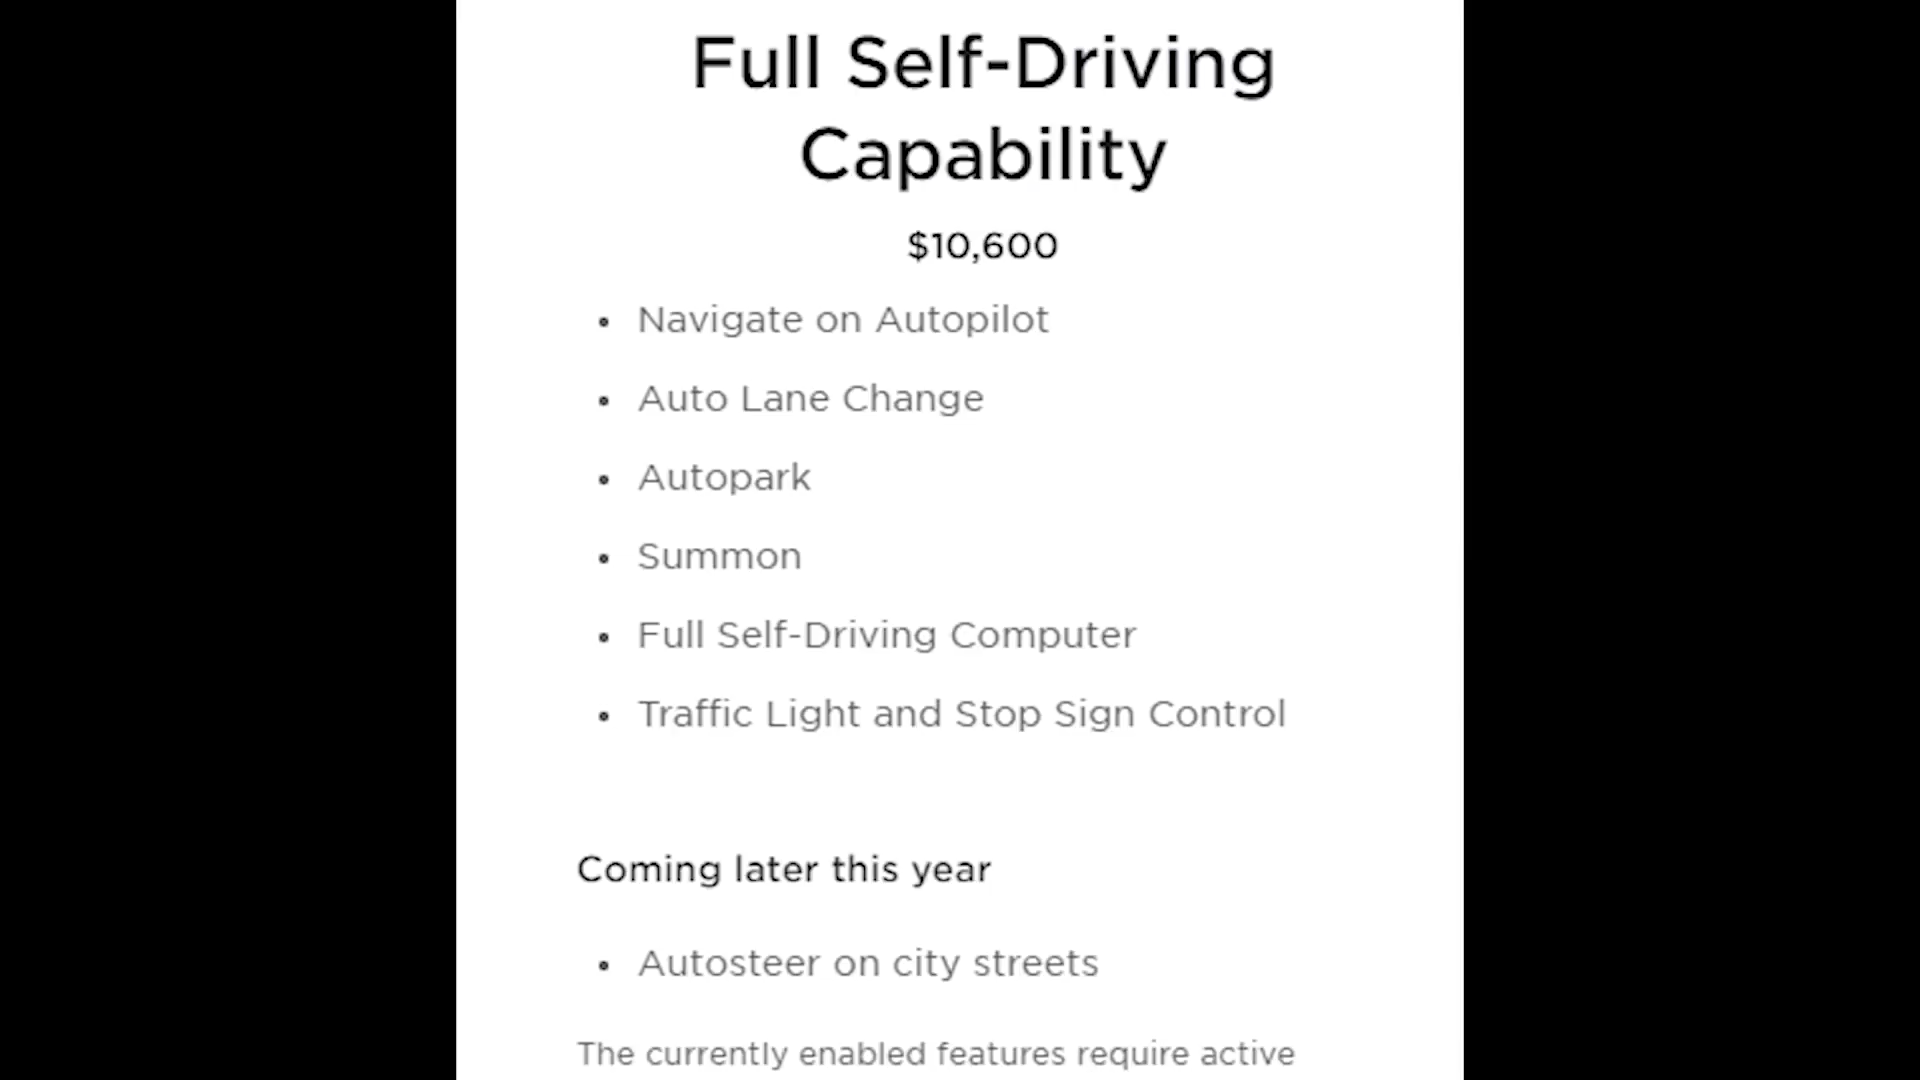 Full Self-Driving
Capability
$10,600
• Navigate on Autopilot
• Auto Lane Change
• Autopark
• Summon
• Full Self-Driving Computer
• Traffic Light and Stop Sign Control
Coming later this year
• Autosteer on city streets
The currently enabled features require active